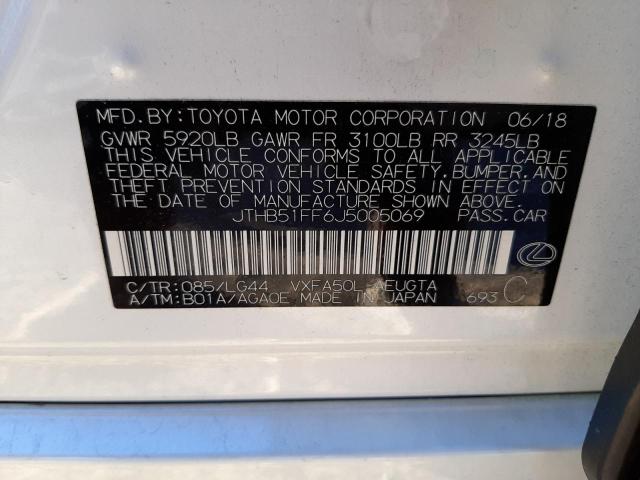 MFD.BY:TOYOTA MOTOR CORPORATION 06/18
GVWR 5920LB GAWR FR 3100LB RR 3245LB
THIS VEHICLE CONFORMS TO ALL APPLICABLE
FEDERAL MOTOR VEHICLE SAFETY,BUMPER,AND
THEFT PREVENTION STANDARDS IN EFFECT ON
THE DATE OF MANUFACTURE SHOWN ABOVE.
JTHB51FF6J5005069 PASS.CAR
C/TR:085/LG44 VXFA50L-AEUGTA
A/TM:B01A/AGA0E MADE IN JAPAN 693 C